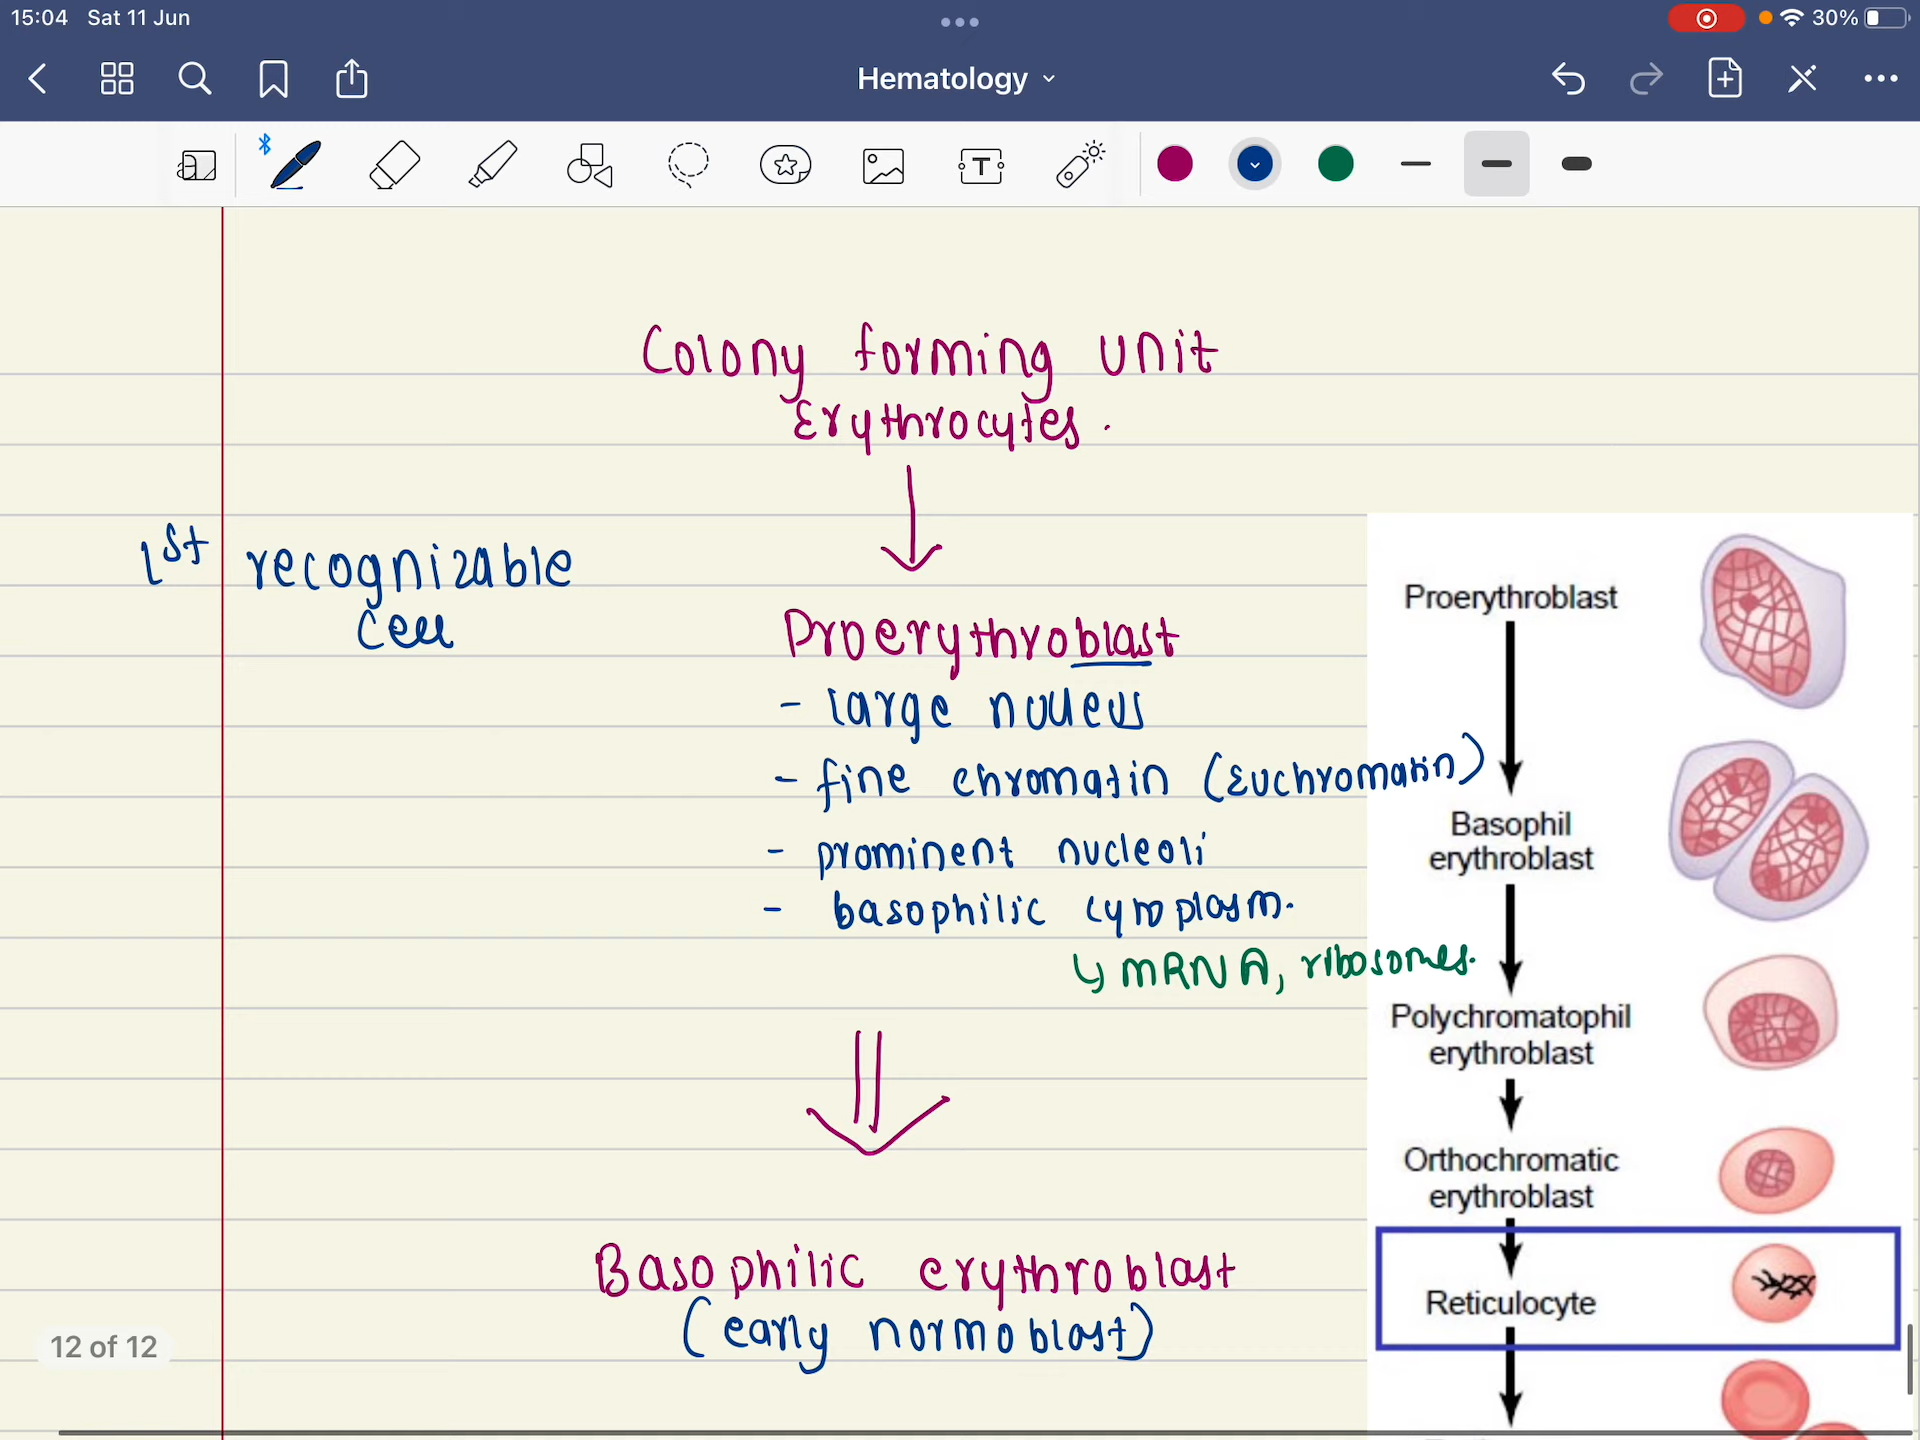 15:04 Sat 11 Jun
30%
Hematology
T
Colony forming unit
Erythrocytes.
1st recognizable
cell
Proerythroblast
- large nucleus
- fine chromatin (Euchromatin)
- prominent nucleoli
- basophilic cytoplasm.
↳ mRNA, ribosomes.
Basophilic erythroblast
(early normoblast)
12 of 12
Proerythroblast
Basophil
erythroblast
Polychromatophil
erythroblast
Orthochromatic
erythroblast
Reticulocyte